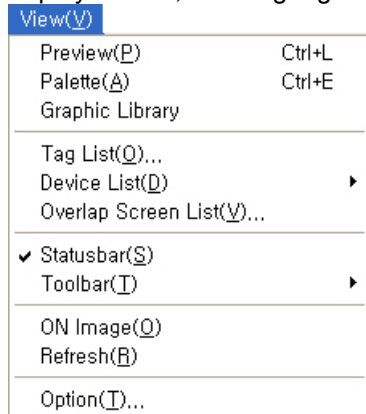 View(V)
Preview(P) Ctrl+L
Palette(A) Ctrl+E
Graphic Library
Tag List(O)...
Device List(D)
Overlap Screen List(V)...
Statusbar(S)
Toolbar(T)
ON Image(O)
Refresh(R)
Option(T)...